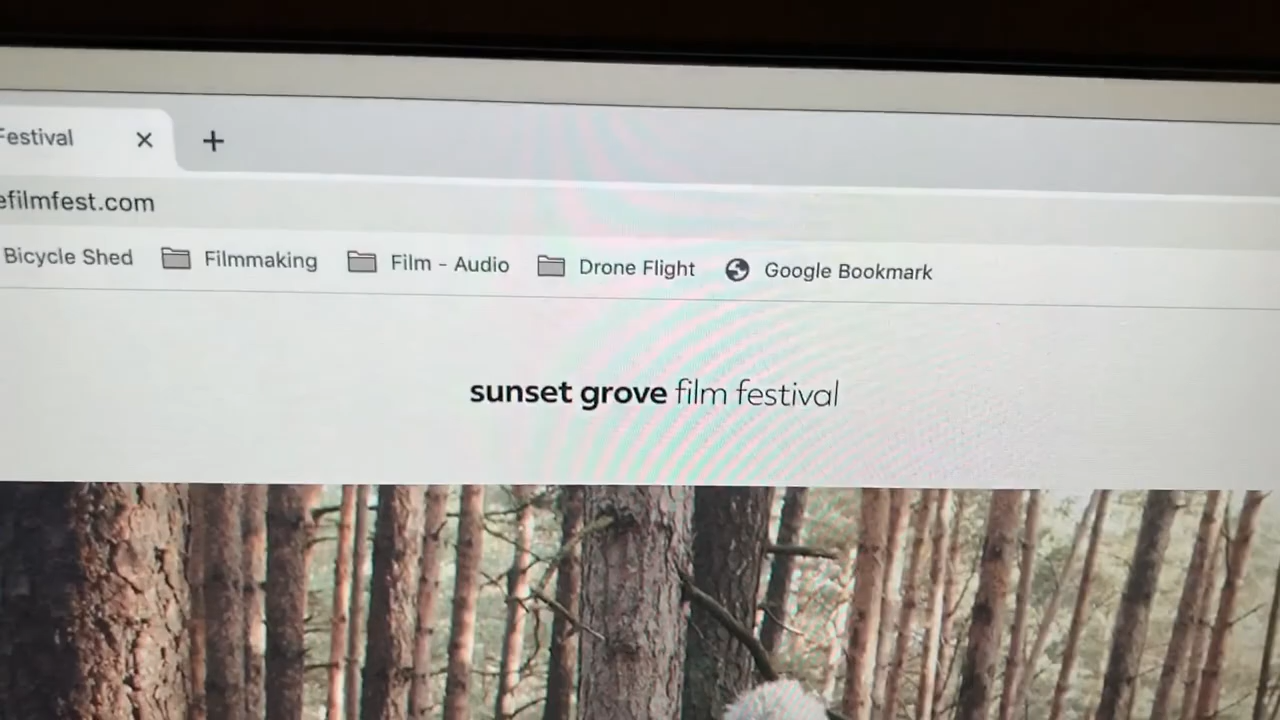 Festival
efilmfest.com
Bicycle Shed Filmmaking Film - Audio Drone Flight Google Bookmark
sunset grove film festival